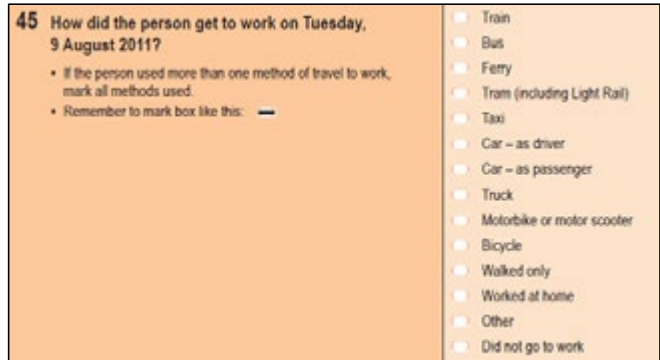 45 How did the person get to work on Tuesday,
9 August 2011?
• If the person used more than one method of travel to work,
mark all methods used.
• Remember to mark box like this:
Train
Bus
Ferry
Tram (including Light Rail)
Taxi
Car – as driver
Car – as passenger
Truck
Motorbike or motor scooter
Bicycle
Walked only
Worked at home
Other
Did not go to work